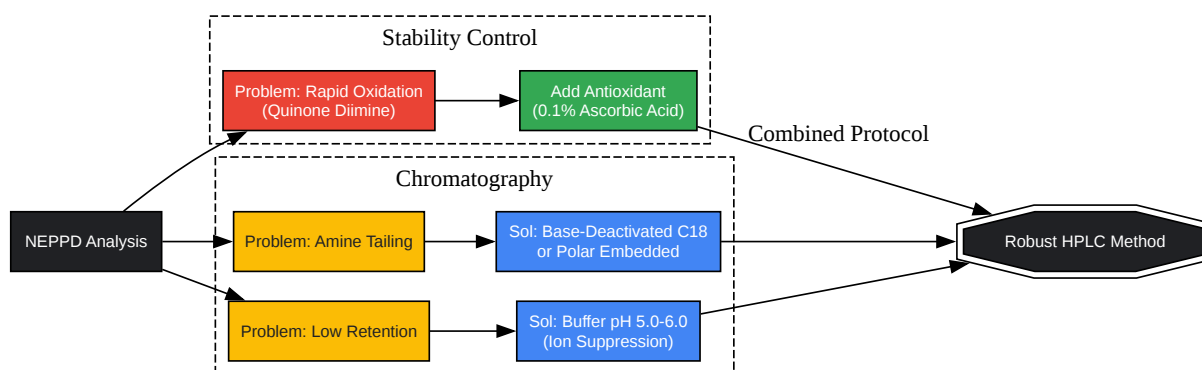 Stability Control
Problem: Rapid Oxidation
(Quinone Diimine)
Add Antioxidant
(0.1% Ascorbic Acid)
Combined Protocol
Chromatography
NEPPD Analysis
Problem: Amine Tailing
Sol: Base-Deactivated C18
or Polar Embedded
Robust HPLC Method
Problem: Low Retention
Sol: Buffer pH 5.0-6.0
(Ion Suppression)